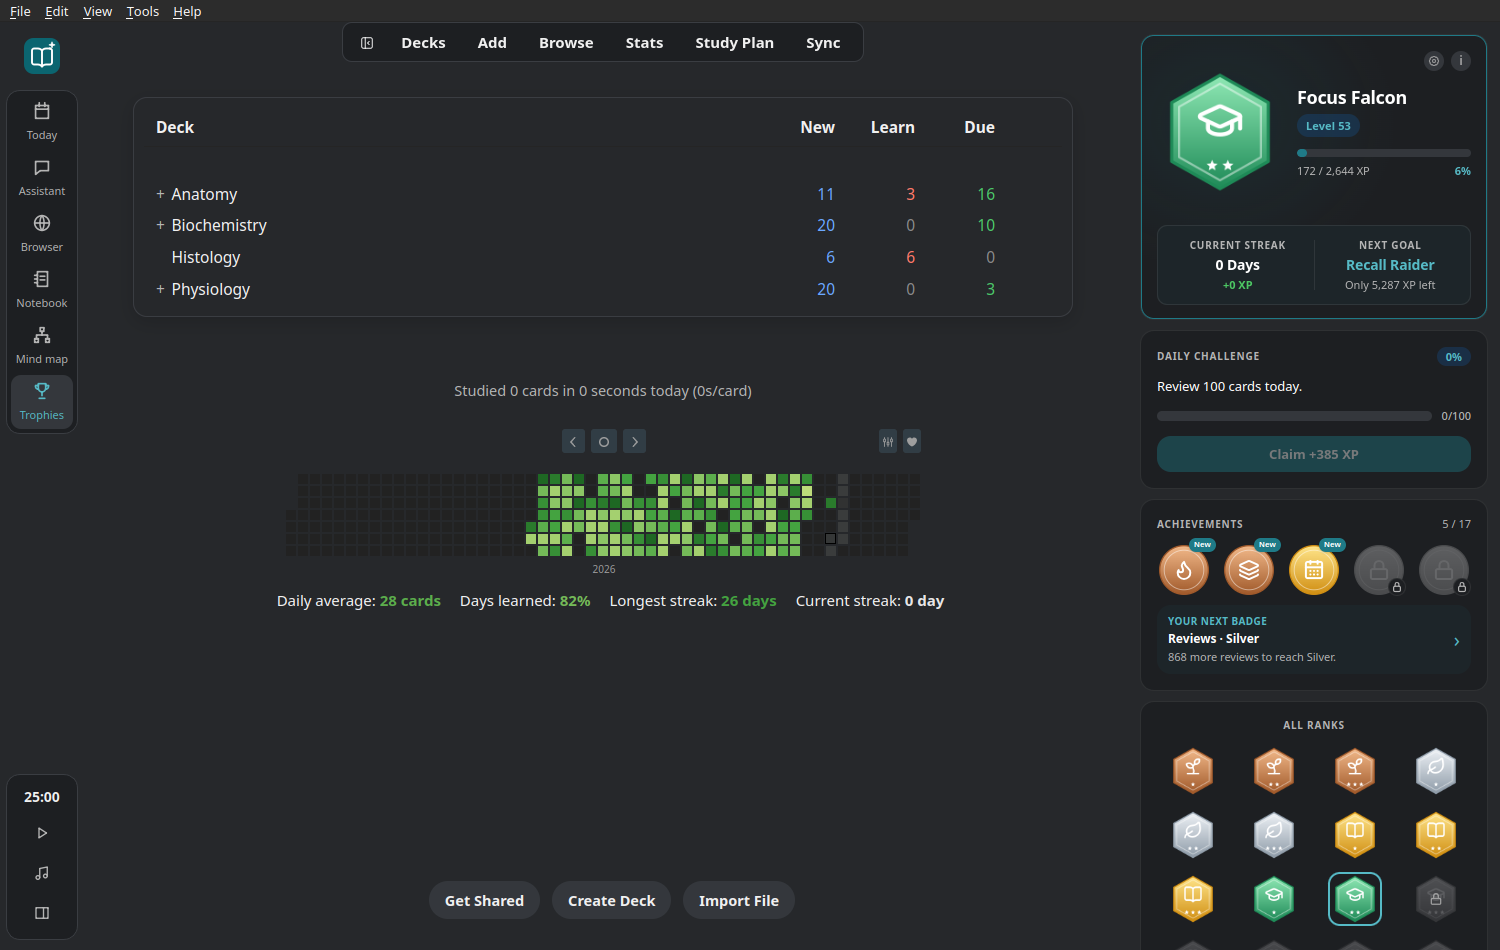 File Edit View Tools Help
Decks Add Browse Stats Study Plan Sync
Today
Assistant
Browser
Notebook
Mind map
Trophies
25:00
Deck New Learn Due
+ Anatomy 11 3 16
+ Biochemistry 20 0 10
Histology 6 6 0
+ Physiology 20 0 3
Studied 0 cards in 0 seconds today (0s/card)
2026
Daily average: 28 cards Days learned: 82% Longest streak: 26 days Current streak: 0 day
Get Shared Create Deck Import File
Focus Falcon
Level 53
172 / 2,644 XP 6%
CURRENT STREAK
0 Days
+0 XP
NEXT GOAL
Recall Raider
Only 5,287 XP left
DAILY CHALLENGE 0%
Review 100 cards today.
0/100
Claim +385 XP
ACHIEVEMENTS 5 / 17
New New New
YOUR NEXT BADGE
Reviews · Silver
868 more reviews to reach Silver.
ALL RANKS